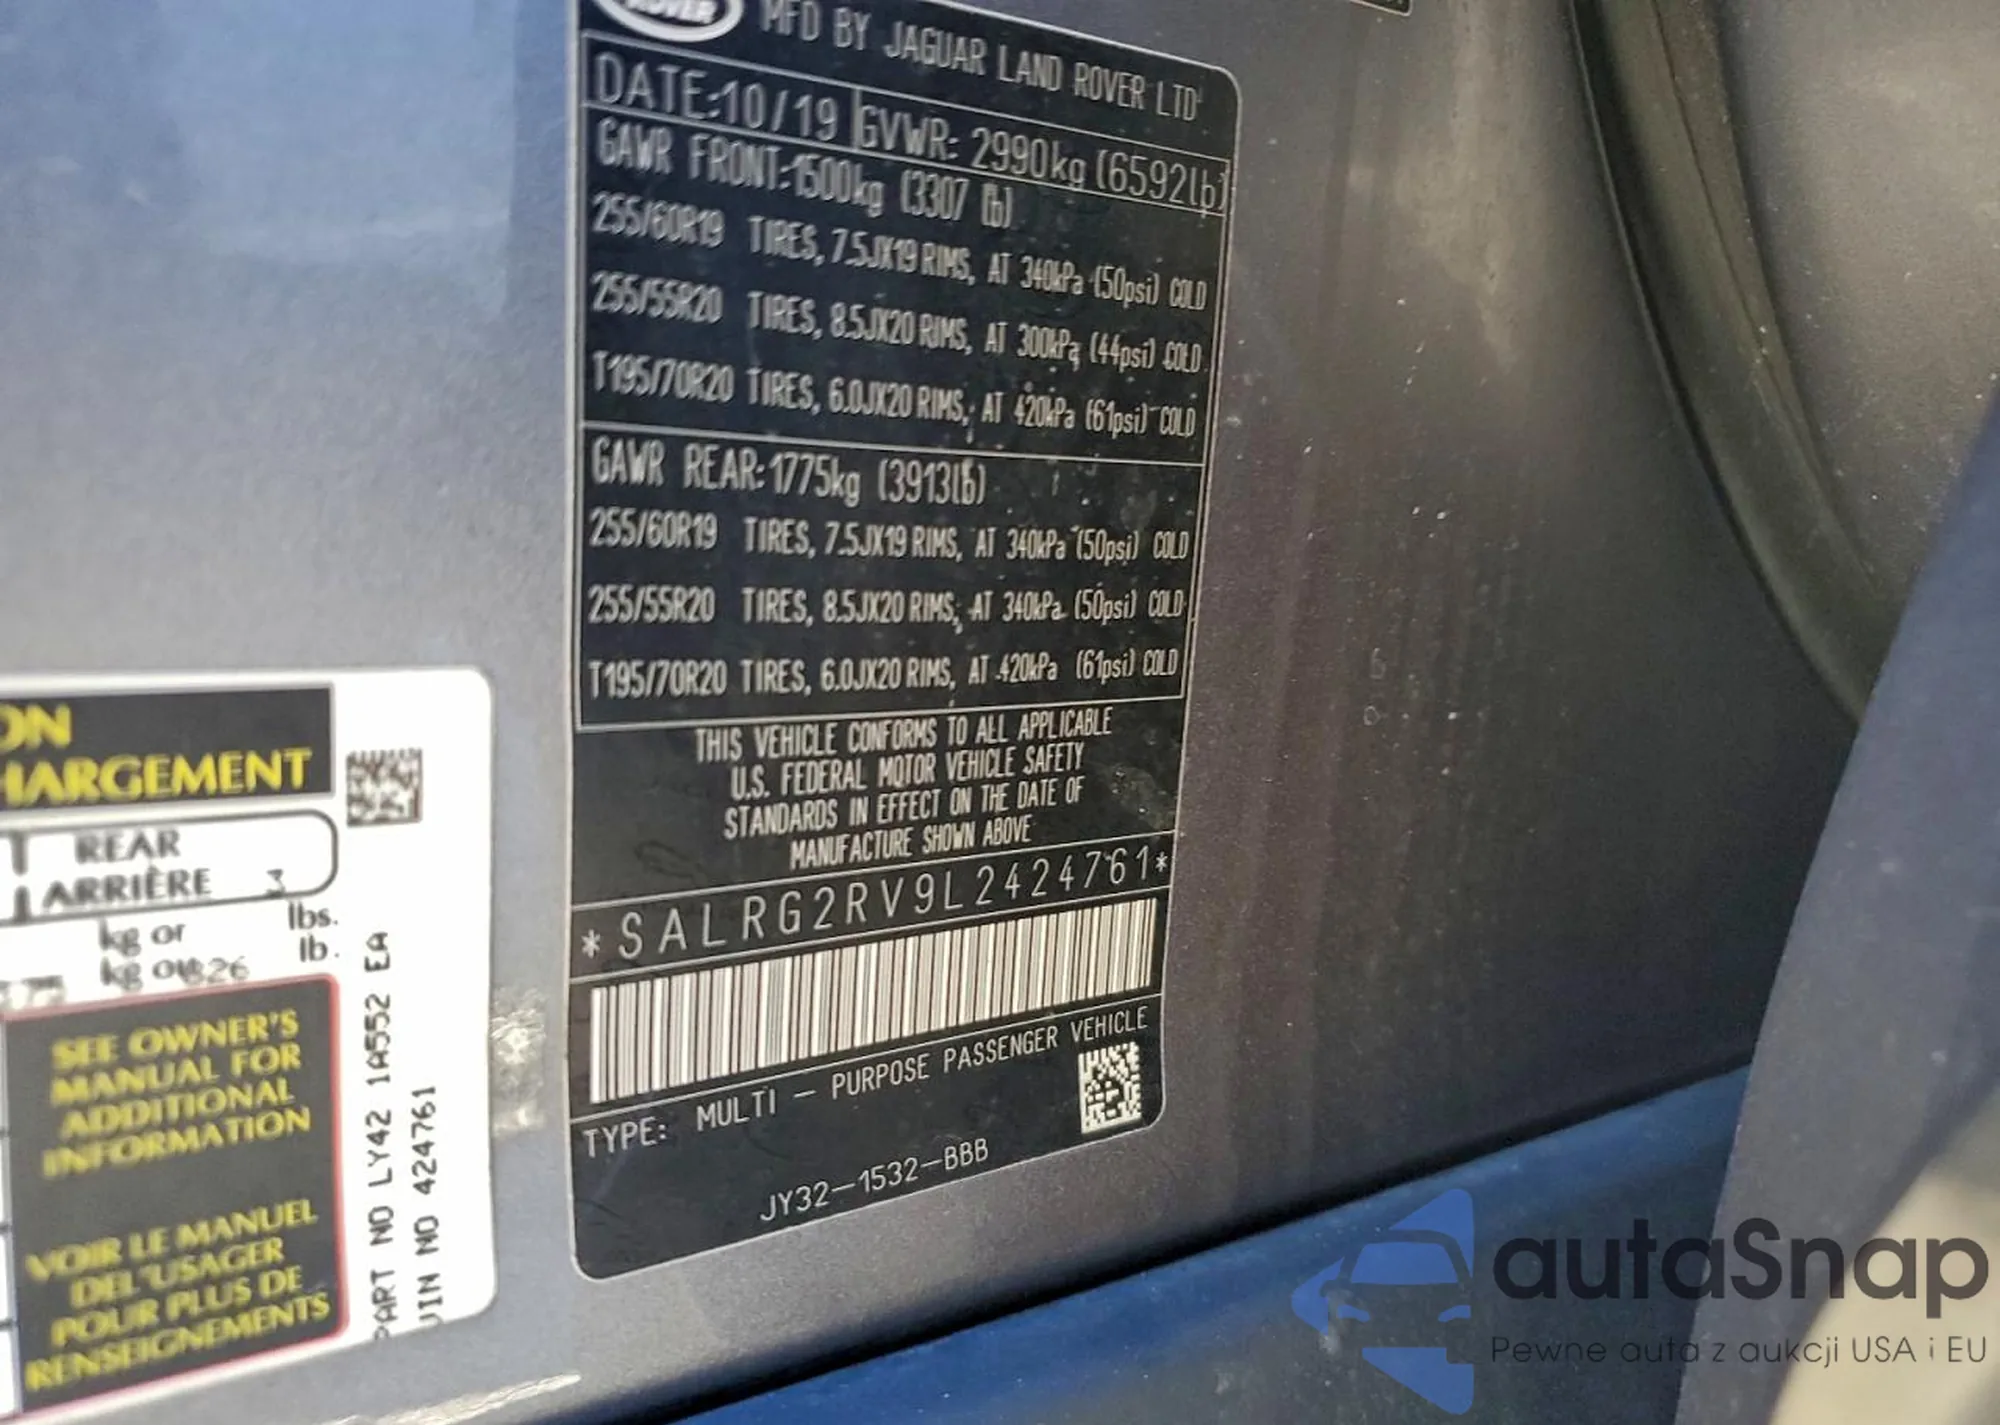 ROVER
MFD BY JAGUAR LAND ROVER LTD
DATE:10/19 GVWR: 2990kg (6592lb)
GAWR FRONT:1500kg (3307 lb)
255/60R19 TIRES, 7.5JX19 RIMS, AT 340kPa (50psi) COLD
255/55R20 TIRES, 8.5JX20 RIMS, AT 300kPa (44psi) COLD
T195/70R20 TIRES, 6.0JX20 RIMS, AT 420kPa (61psi) COLD
GAWR REAR:1775kg (3913lb)
255/60R19 TIRES, 7.5JX19 RIMS, AT 340kPa (50psi) COLD
255/55R20 TIRES, 8.5JX20 RIMS, AT 340kPa (50psi) COLD
T195/70R20 TIRES, 6.0JX20 RIMS, AT 420kPa (61psi) COLD
THIS VEHICLE CONFORMS TO ALL APPLICABLE
U.S. FEDERAL MOTOR VEHICLE SAFETY
STANDARDS IN EFFECT ON THE DATE OF
MANUFACTURE SHOWN ABOVE
*SALRG2RV9L2424761*
TYPE: MULTI - PURPOSE PASSENGER VEHICLE
JY32-1532-BBB
ON
HARGEMENT
REAR
ARRIÈRE 3
kg or lbs.
kg ou 826 lb.
SEE OWNER'S
MANUAL FOR
ADDITIONAL
INFORMATION
VOIR LE MANUEL
DEL'USAGER
POUR PLUS DE
RENSEIGNEMENTS
PART NO LY42 1A552 EA
VIN NO 424761
autaSnap
Pewne auta z aukcji USA i EU